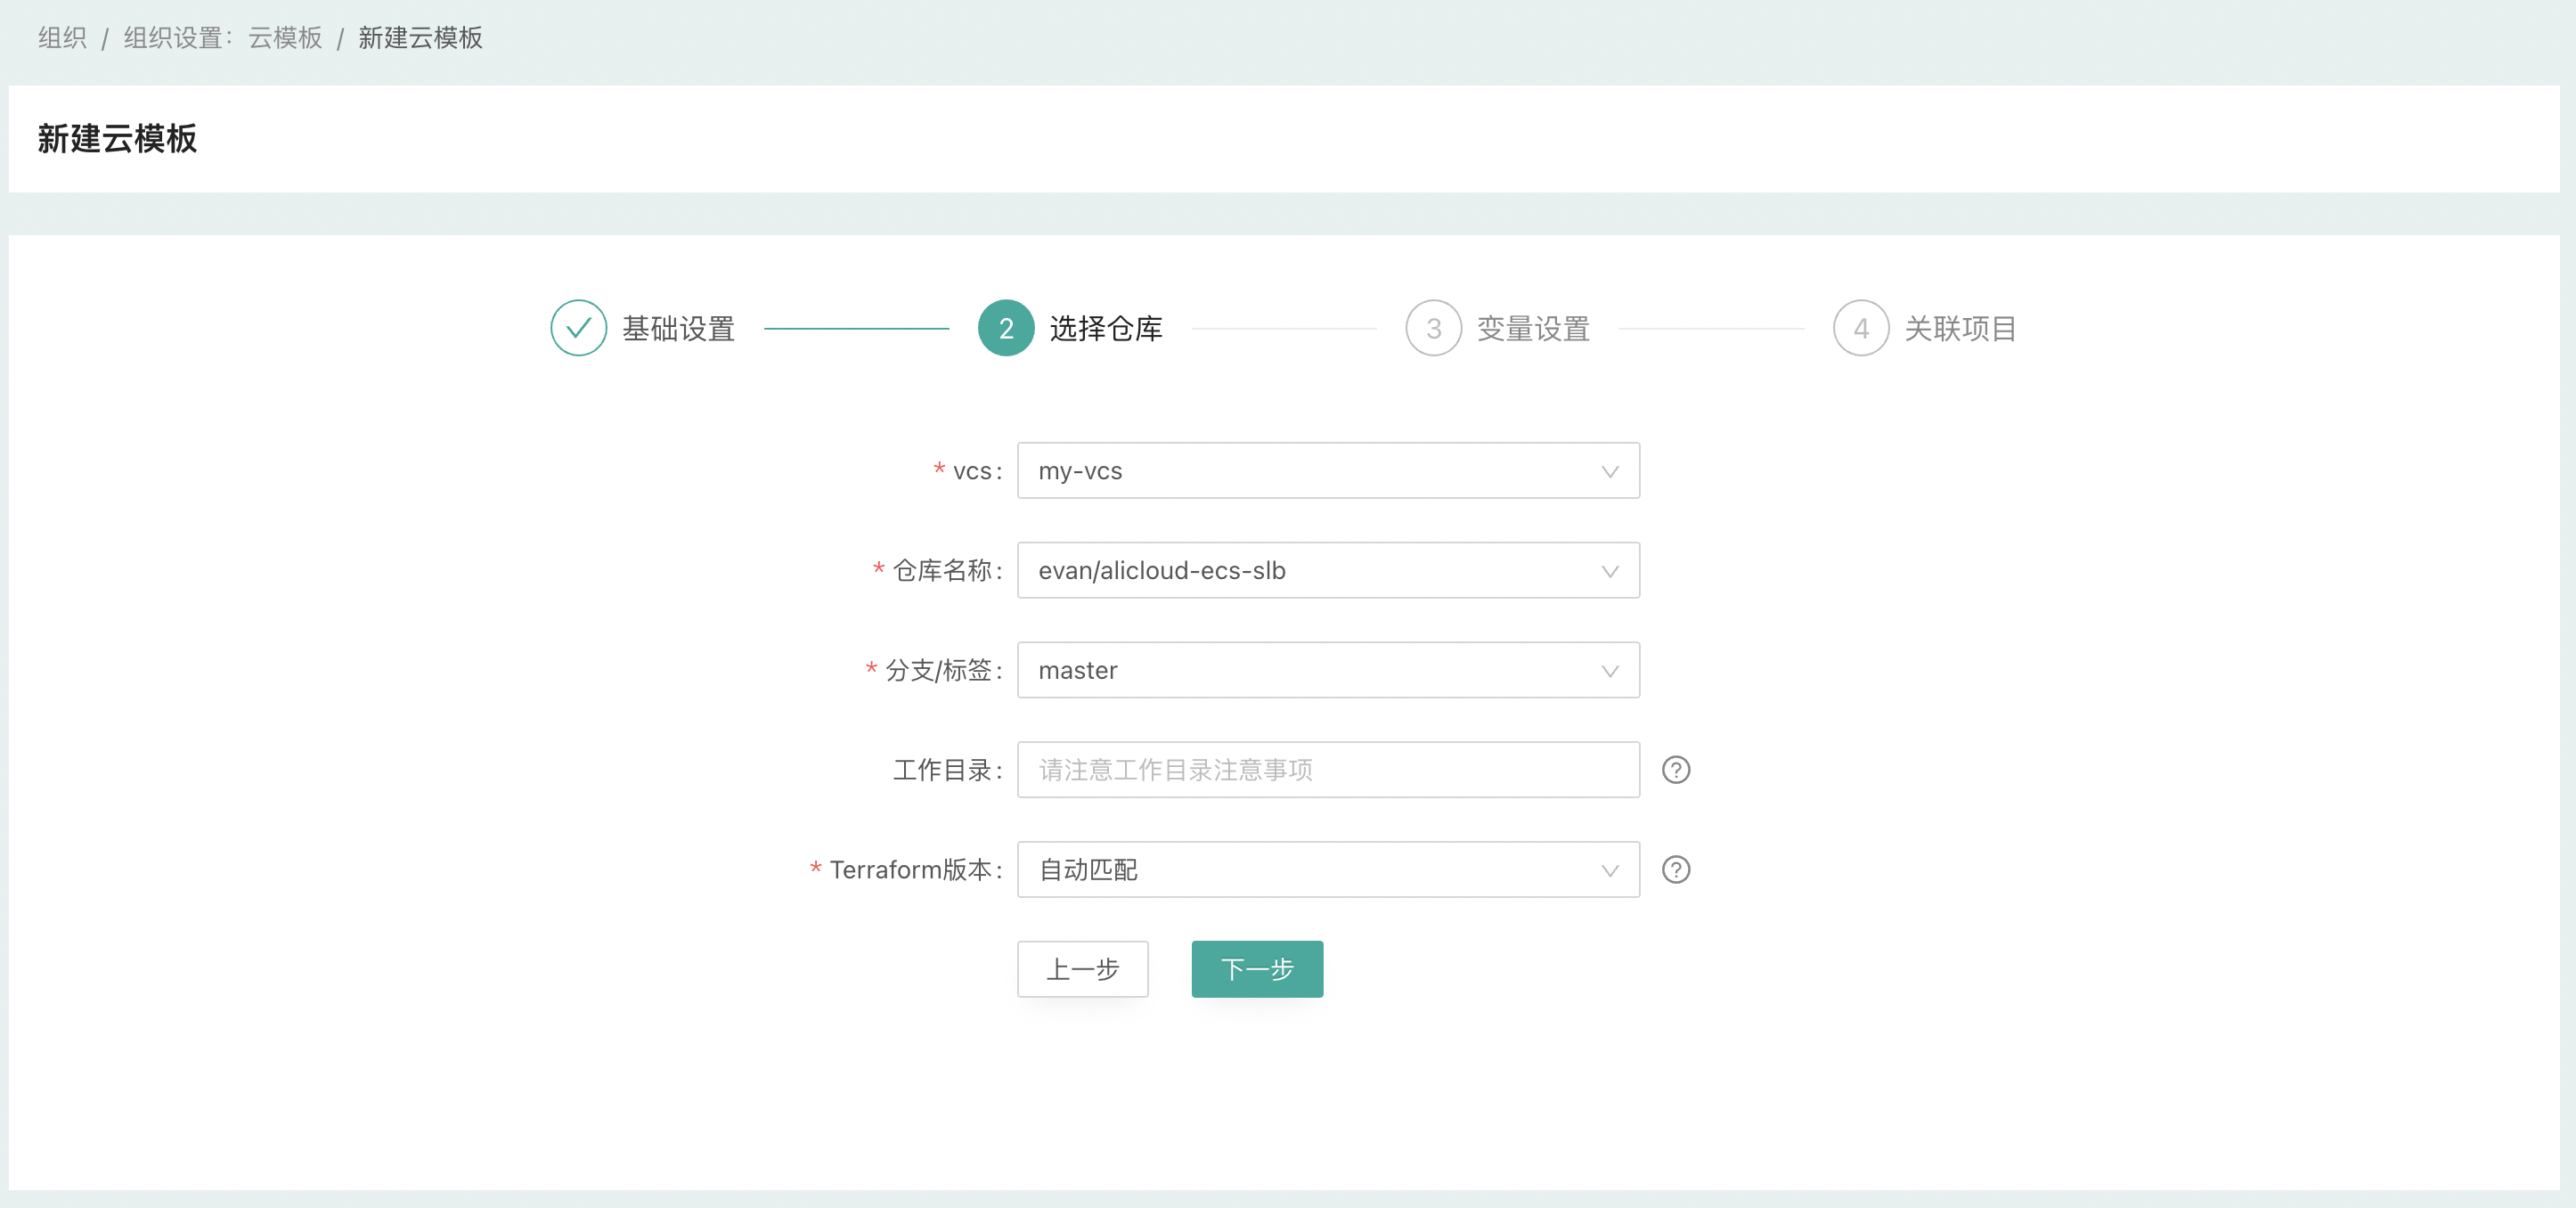 组织 / 组织设置：云模板 / 新建云模板
新建云模板
基础设置 2 选择仓库 3 变量设置 4 关联项目
* vcs: my-vcs
* 仓库名称: evan/alicloud-ecs-slb
* 分支/标签: master
工作目录: 请注意工作目录注意事项 ?
* Terraform版本: 自动匹配 ?
上一步 下一步